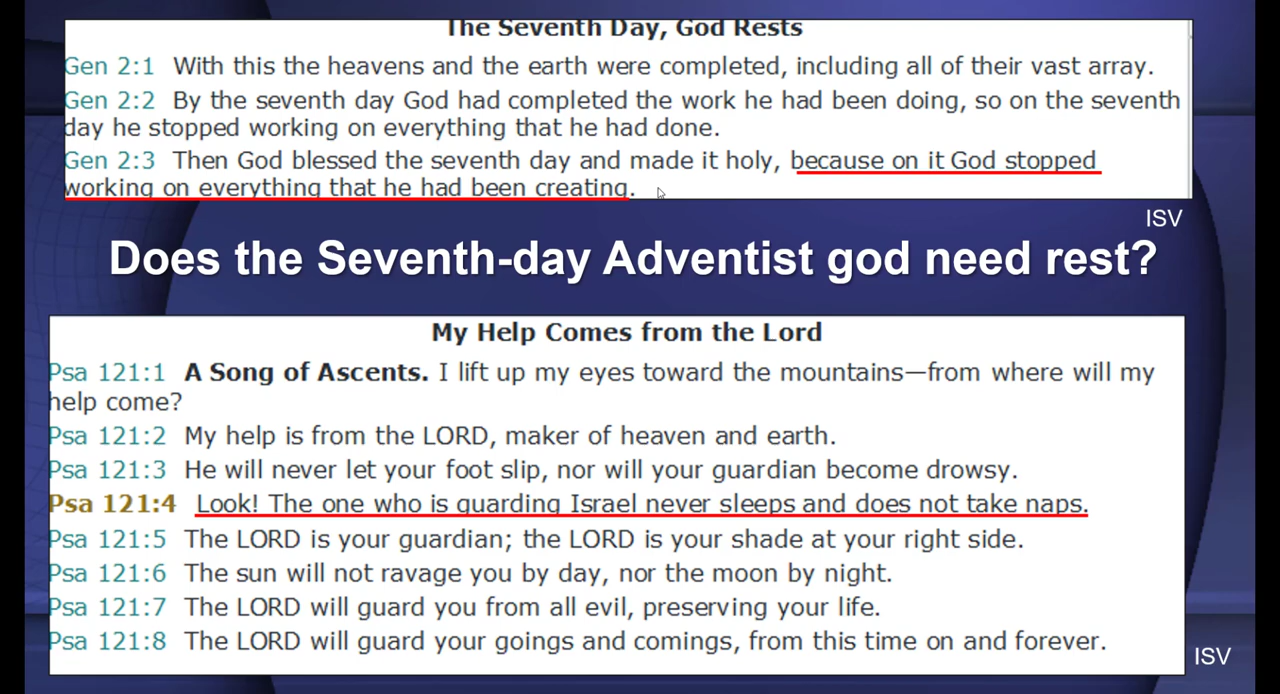 The Seventh Day, God Rests
Gen 2:1 With this the heavens and the earth were completed, including all of their vast array.
Gen 2:2 By the seventh day God had completed the work he had been doing, so on the seventh
day he stopped working on everything that he had done.
Gen 2:3 Then God blessed the seventh day and made it holy, because on it God stopped
working on everything that he had been creating.
ISV
Does the Seventh-day Adventist god need rest?
My Help Comes from the Lord
Psa 121:1 A Song of Ascents. I lift up my eyes toward the mountains—from where will my
help come?
Psa 121:2 My help is from the LORD, maker of heaven and earth.
Psa 121:3 He will never let your foot slip, nor will your guardian become drowsy.
Psa 121:4 Look! The one who is guarding Israel never sleeps and does not take naps.
Psa 121:5 The LORD is your guardian; the LORD is your shade at your right side.
Psa 121:6 The sun will not ravage you by day, nor the moon by night.
Psa 121:7 The LORD will guard you from all evil, preserving your life.
Psa 121:8 The LORD will guard your goings and comings, from this time on and forever.
ISV